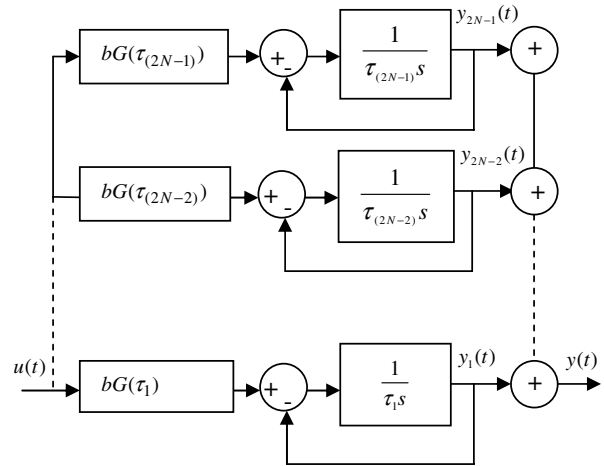 bG(τ_(2N−1)) + - 1/(τ_(2N−1)s) y_{2N−1}(t) +
bG(τ_(2N−2)) + - 1/(τ_(2N−2)s) y_{2N−2}(t) +
u(t) bG(τ_1) + - 1/(τ_1 s) y_1(t) + y(t)